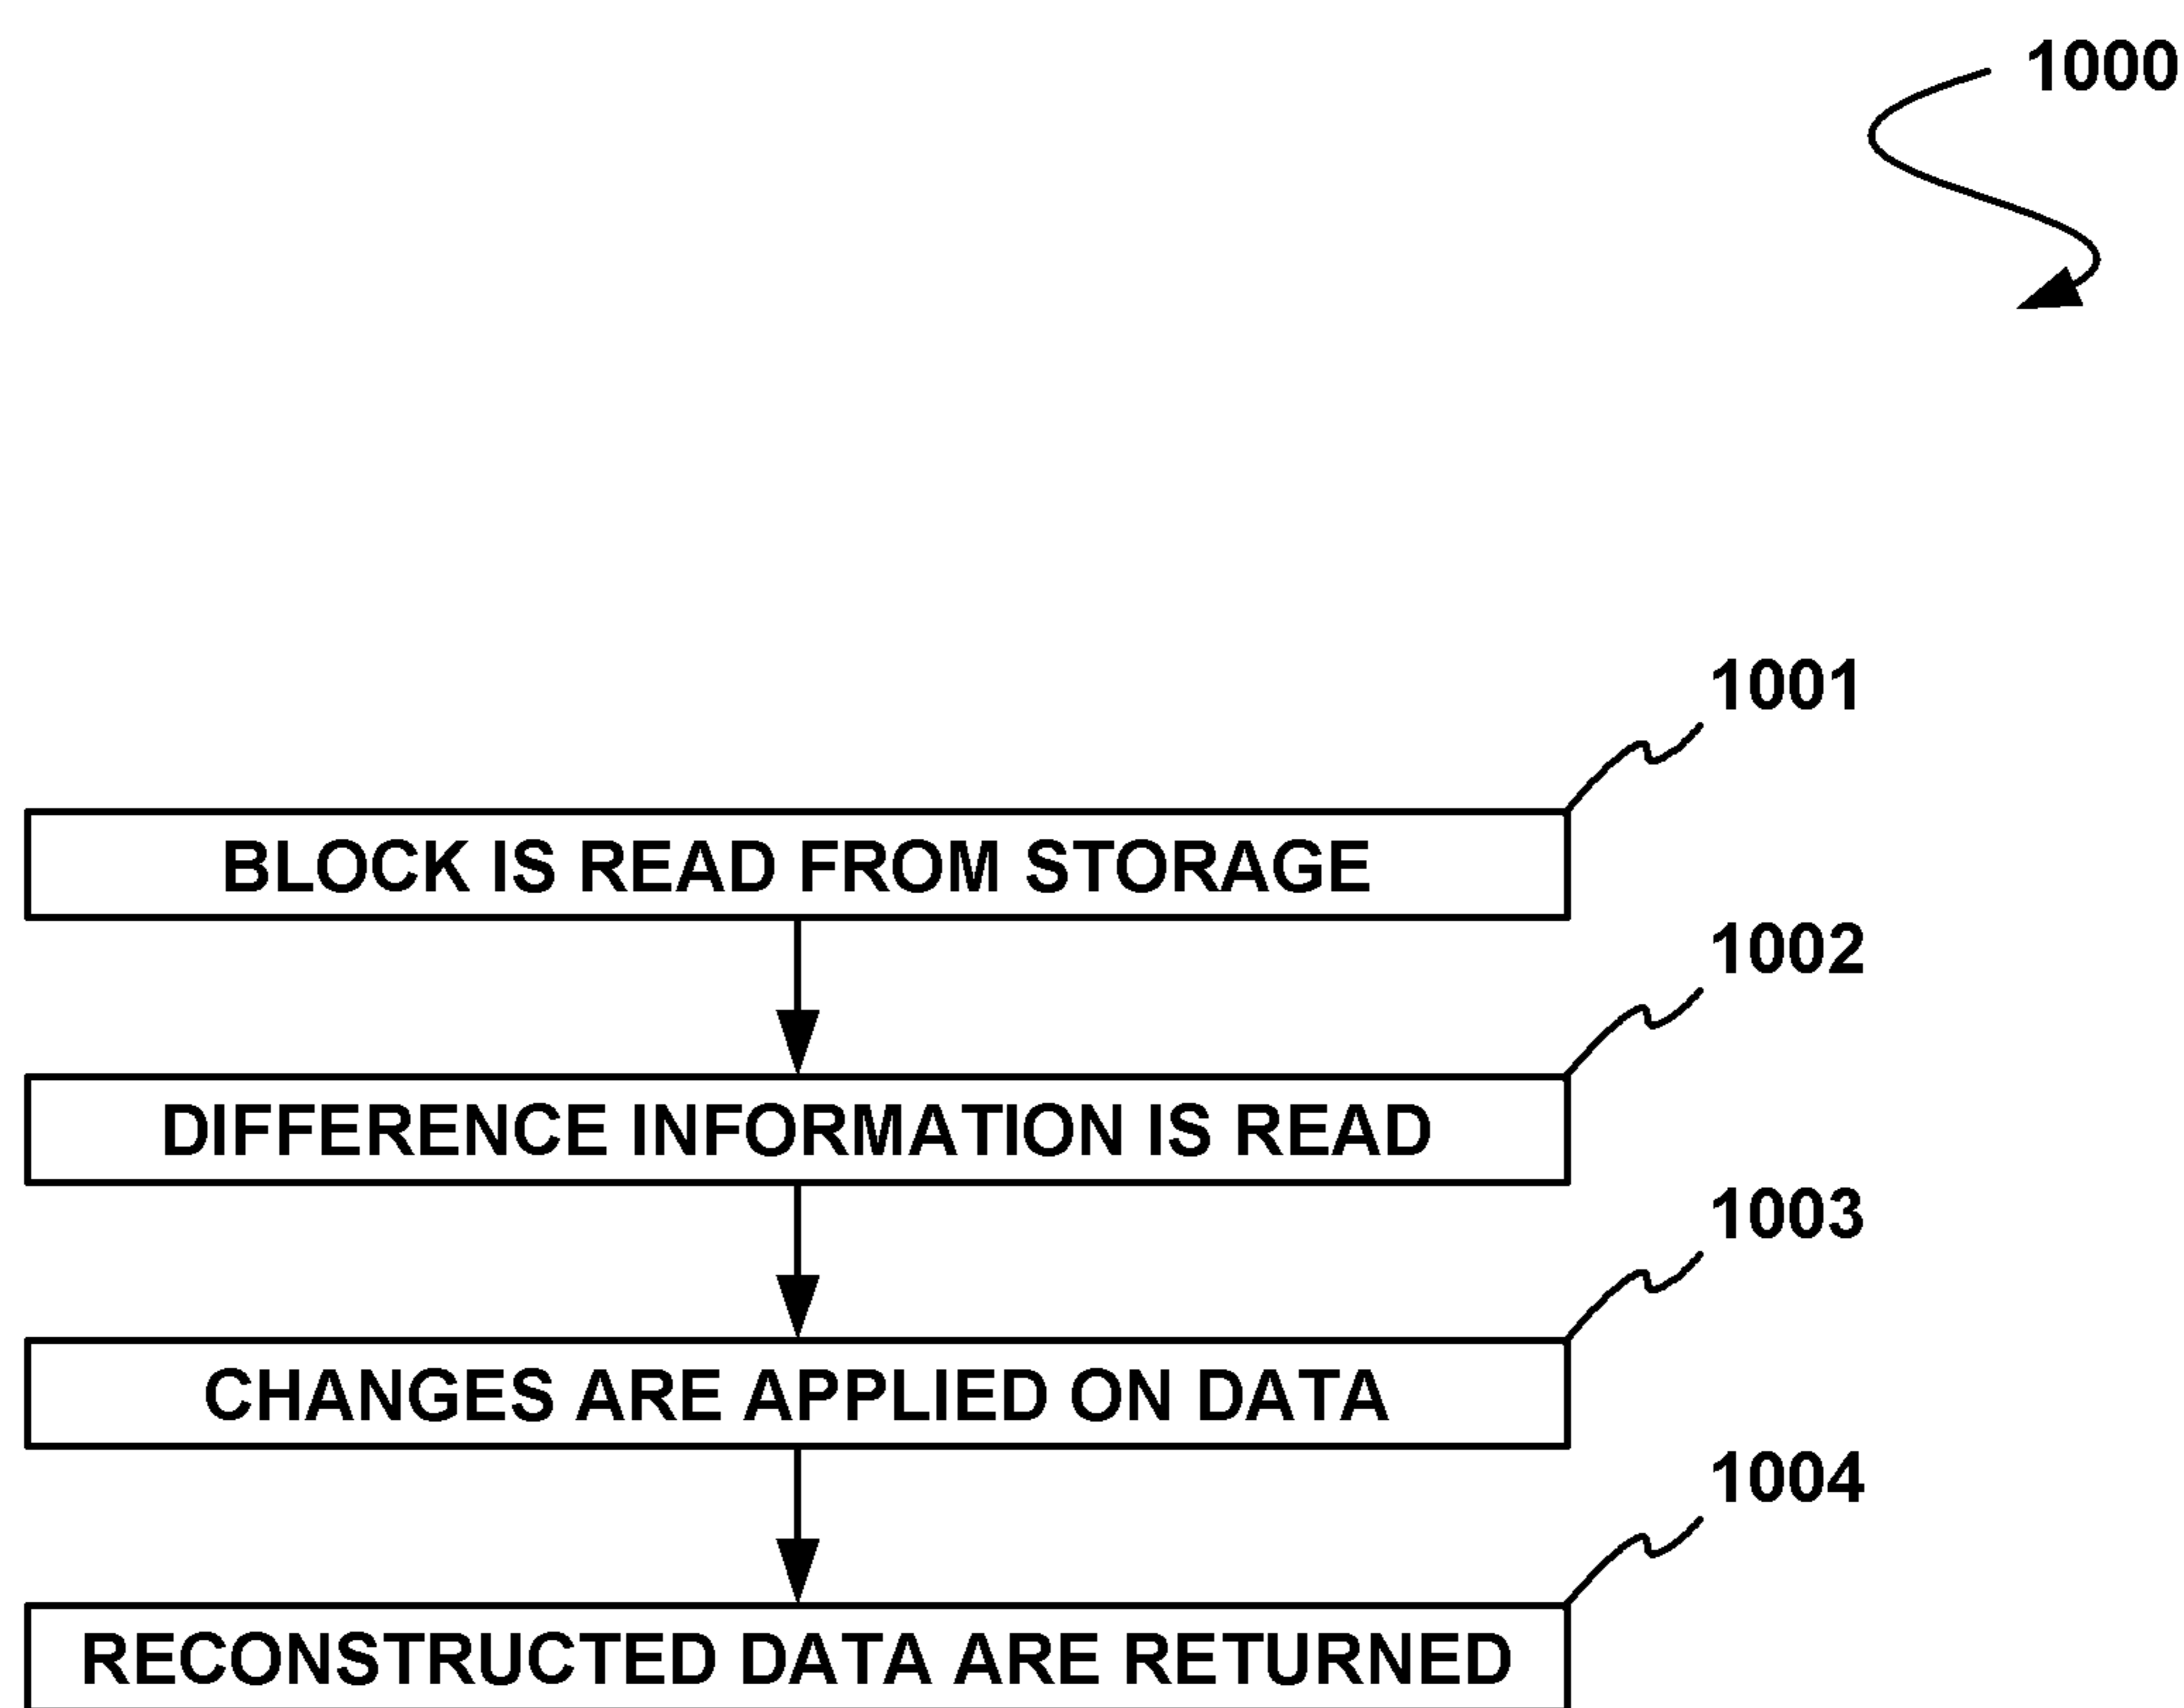 1000
1001
BLOCK IS READ FROM STORAGE
1002
DIFFERENCE INFORMATION IS READ
1003
CHANGES ARE APPLIED ON DATA
1004
RECONSTRUCTED DATA ARE RETURNED